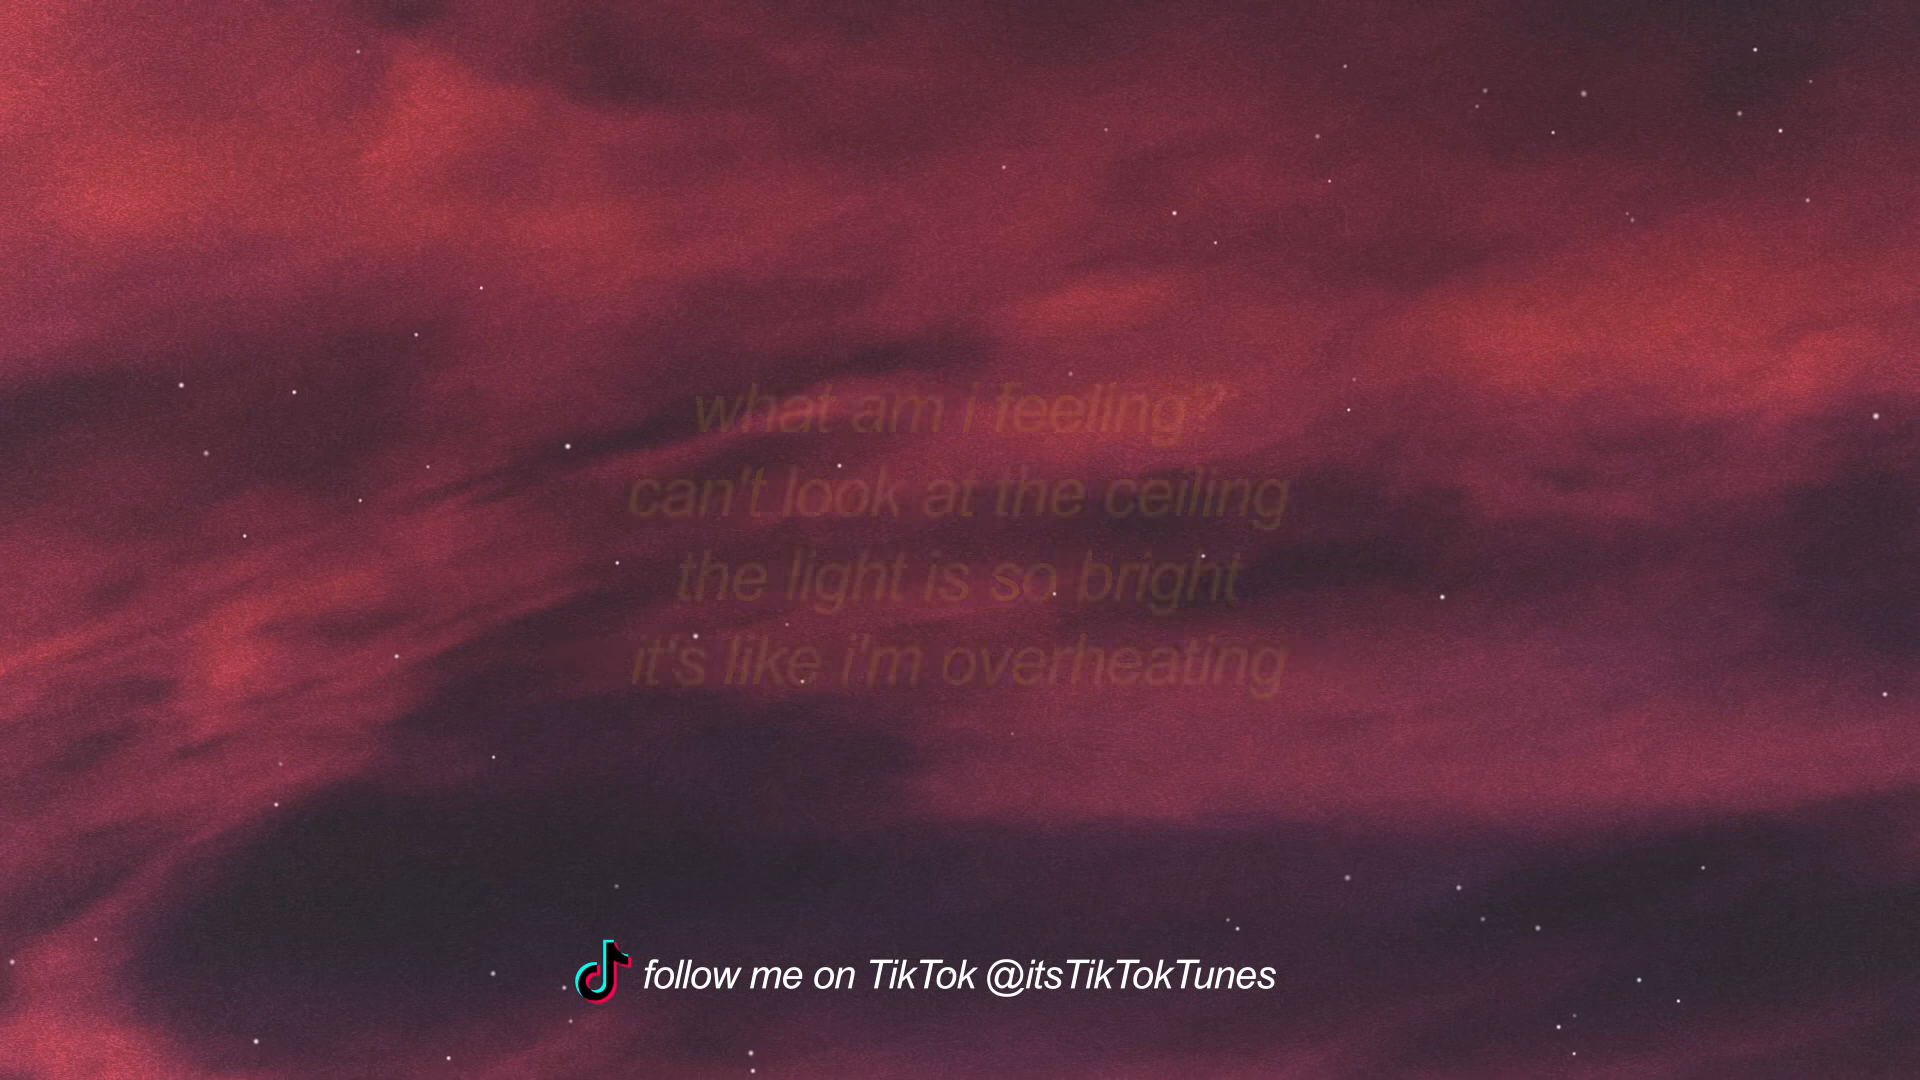 what am i feeling?
can't look at the ceiling
the light is so bright
it's like i'm overheating
follow me on TikTok @itsTikTokTunes